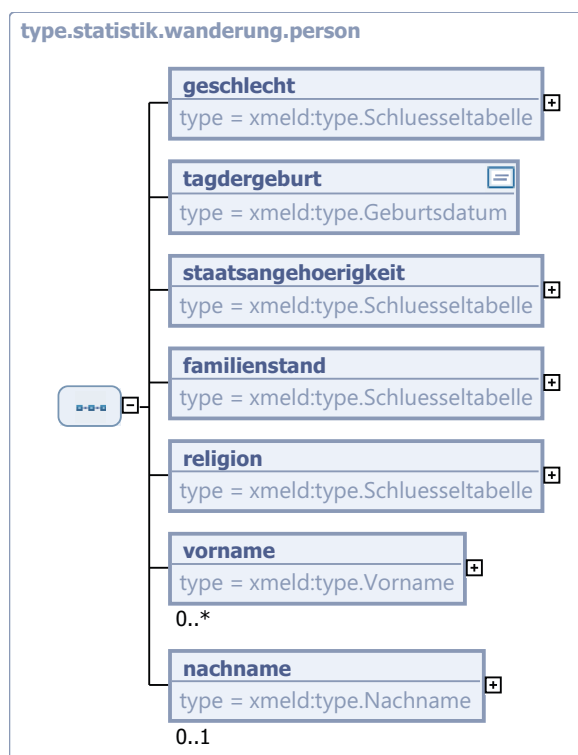 type.statistik.wanderung.person
geschlecht
type = xmeld:type.Schluesseltabelle
tagdergeburt
type = xmeld:type.Geburtsdatum
staatsangehoerigkeit
type = xmeld:type.Schluesseltabelle
familienstand
type = xmeld:type.Schluesseltabelle
religion
type = xmeld:type.Schluesseltabelle
vorname
type = xmeld:type.Vorname
0..*
nachname
type = xmeld:type.Nachname
0..1